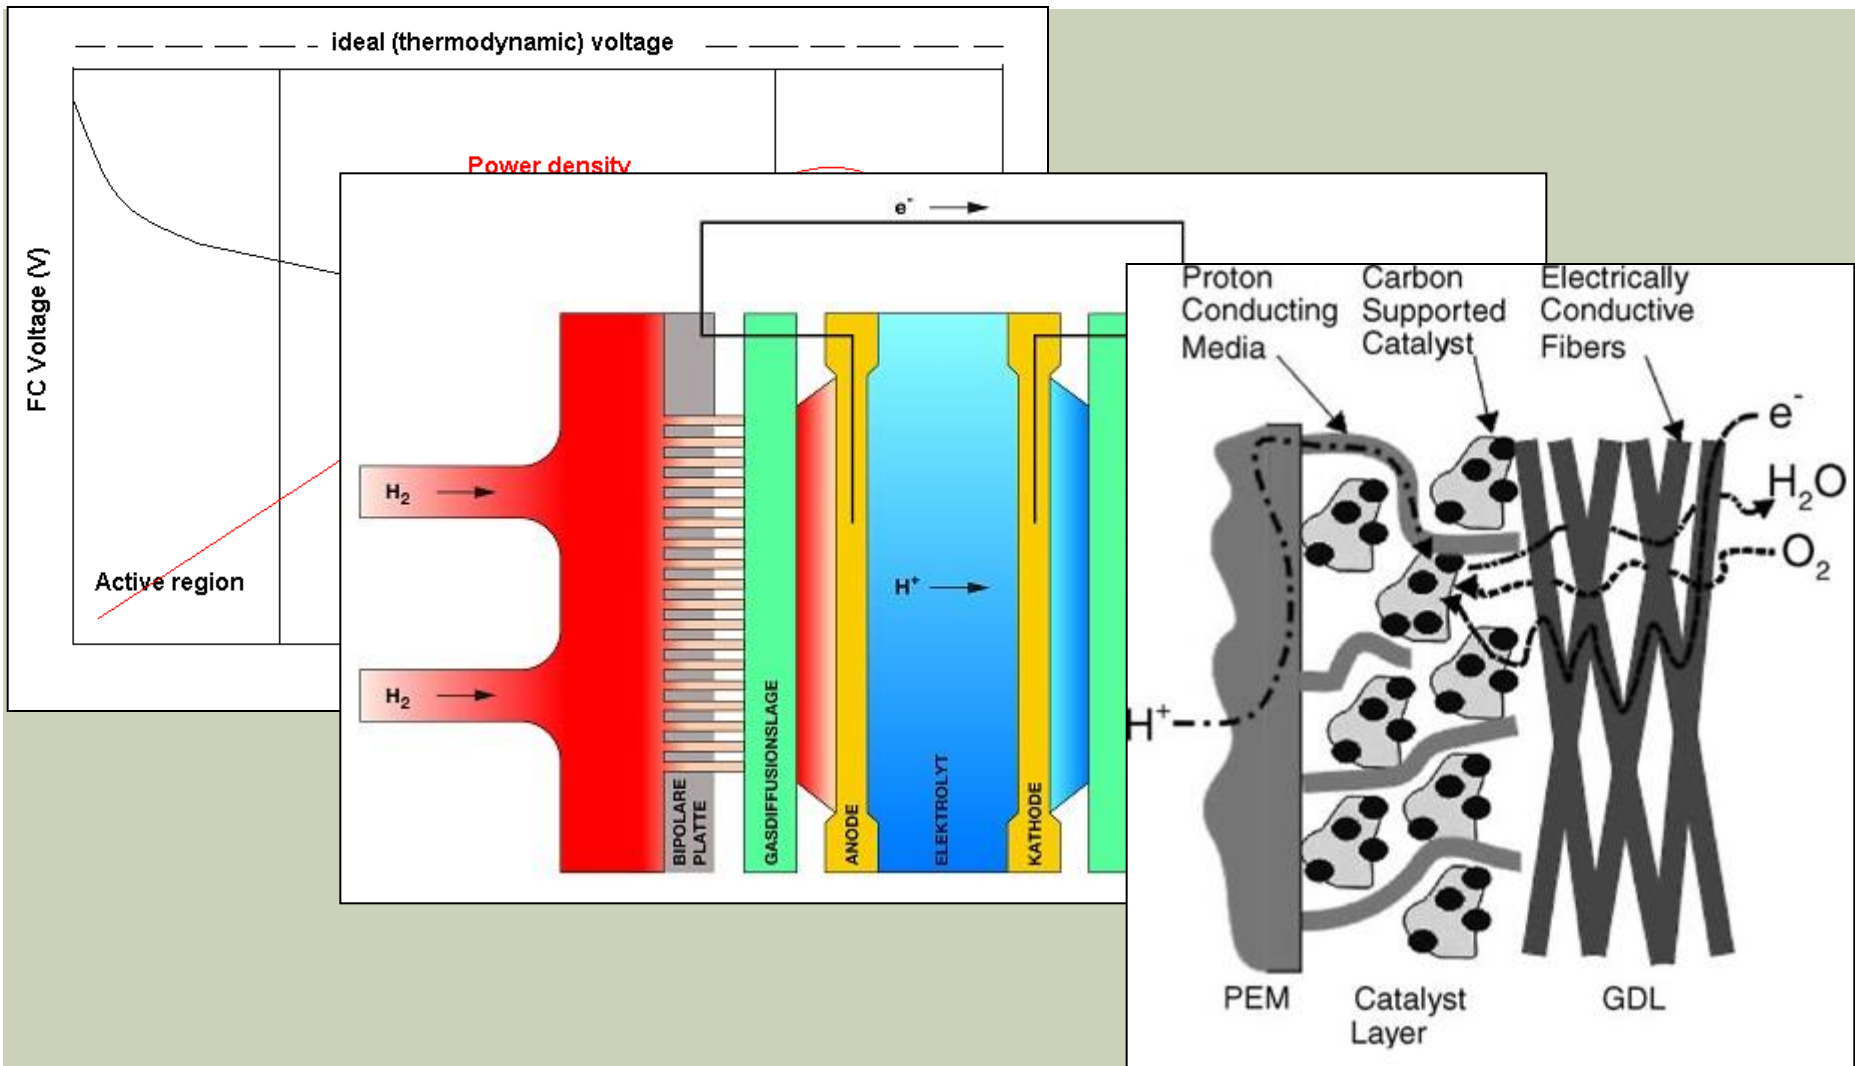 ideal (thermodynamic) voltage
Power density
FC Voltage (V)
Active region
e⁻
H₂
H₂
H⁺
BIPOLARE
PLATTE
GASDIFFUSIONSLAGE
ANODE
ELEKTROLYT
KATHODE
Proton
Conducting
Media
Carbon
Supported
Catalyst
Electrically
Conductive
Fibers
e⁻
H₂O
O₂
H⁺
PEM
Catalyst
Layer
GDL